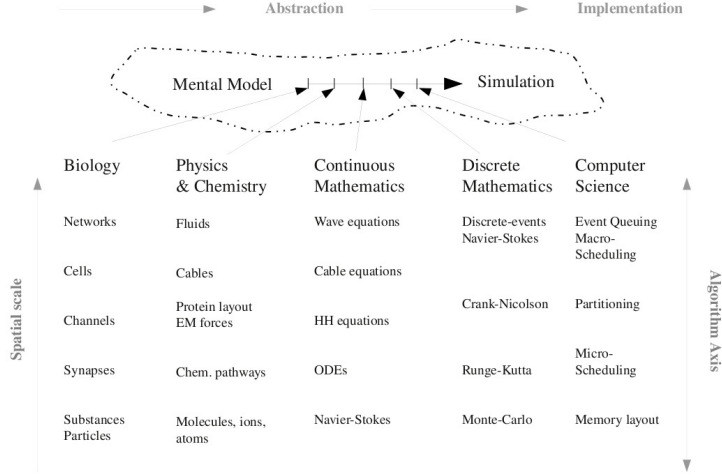 Abstraction
Implementation
Mental Model
Simulation
Biology
Physics
& Chemistry
Continuous
Mathematics
Discrete
Mathematics
Computer
Science
Networks
Fluids
Wave equations
Discrete-events
Navier-Stokes
Event Queuing
Macro-
Scheduling
Cells
Cables
Cable equations
Channels
Protein layout
EM forces
HH equations
Crank-Nicolson
Partitioning
Synapses
Chem. pathways
ODEs
Runge-Kutta
Micro-
Scheduling
Substances
Particles
Molecules, ions,
atoms
Navier-Stokes
Monte-Carlo
Memory layout
Spatial scale
Algorithm Axis